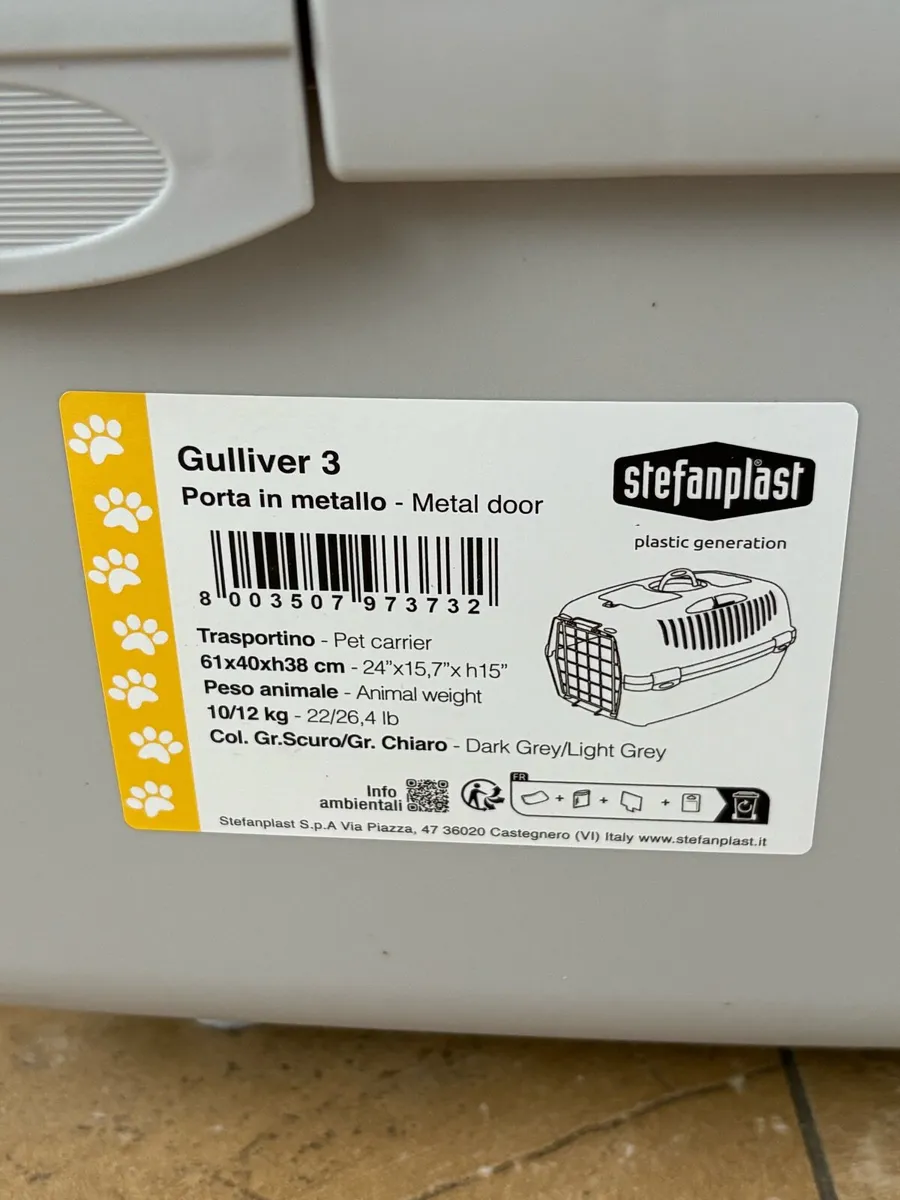 Gulliver 3
Porta in metallo - Metal door
8 003507 973732
Trasportino - Pet carrier
61x40xh38 cm - 24”x15,7”x h15”
Peso animale - Animal weight
10/12 kg - 22/26,4 lb
Col. Gr.Scuro/Gr. Chiaro - Dark Grey/Light Grey
stefanplast®
plastic generation
Info
ambientali
FR
+ + +
Stefanplast S.p.A Via Piazza, 47 36020 Castegnero (VI) Italy www.stefanplast.it